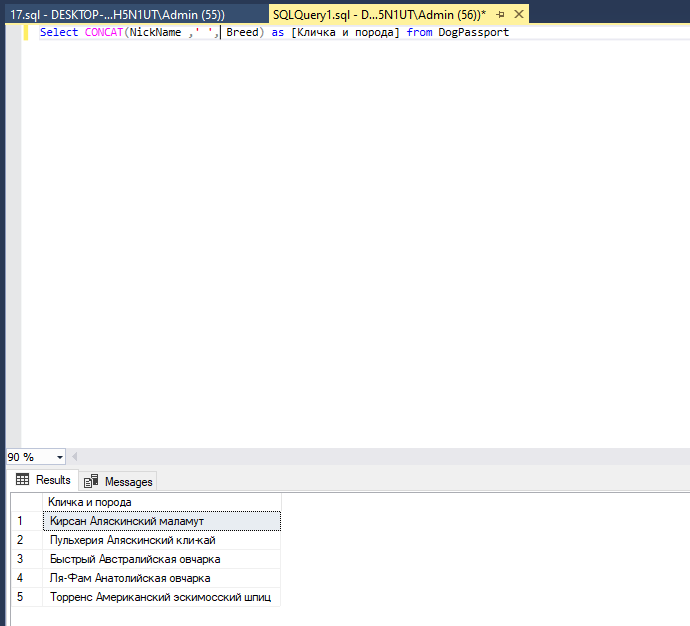 17.sql - DESKTOP-...H5N1UT\Admin (55))
SQLQuery1.sql - D...5N1UT\Admin (56))*
Select CONCAT(NickName ,' ', Breed) as [Кличка и порода] from DogPassport
90 %
Results
Messages
Кличка и порода
1 Кирсан Аляскинский маламут
2 Пульхерия Аляскинский кли-кай
3 Быстрый Австралийская овчарка
4 Ля-Фам Анатолийская овчарка
5 Торренс Американский эскимосский шпиц